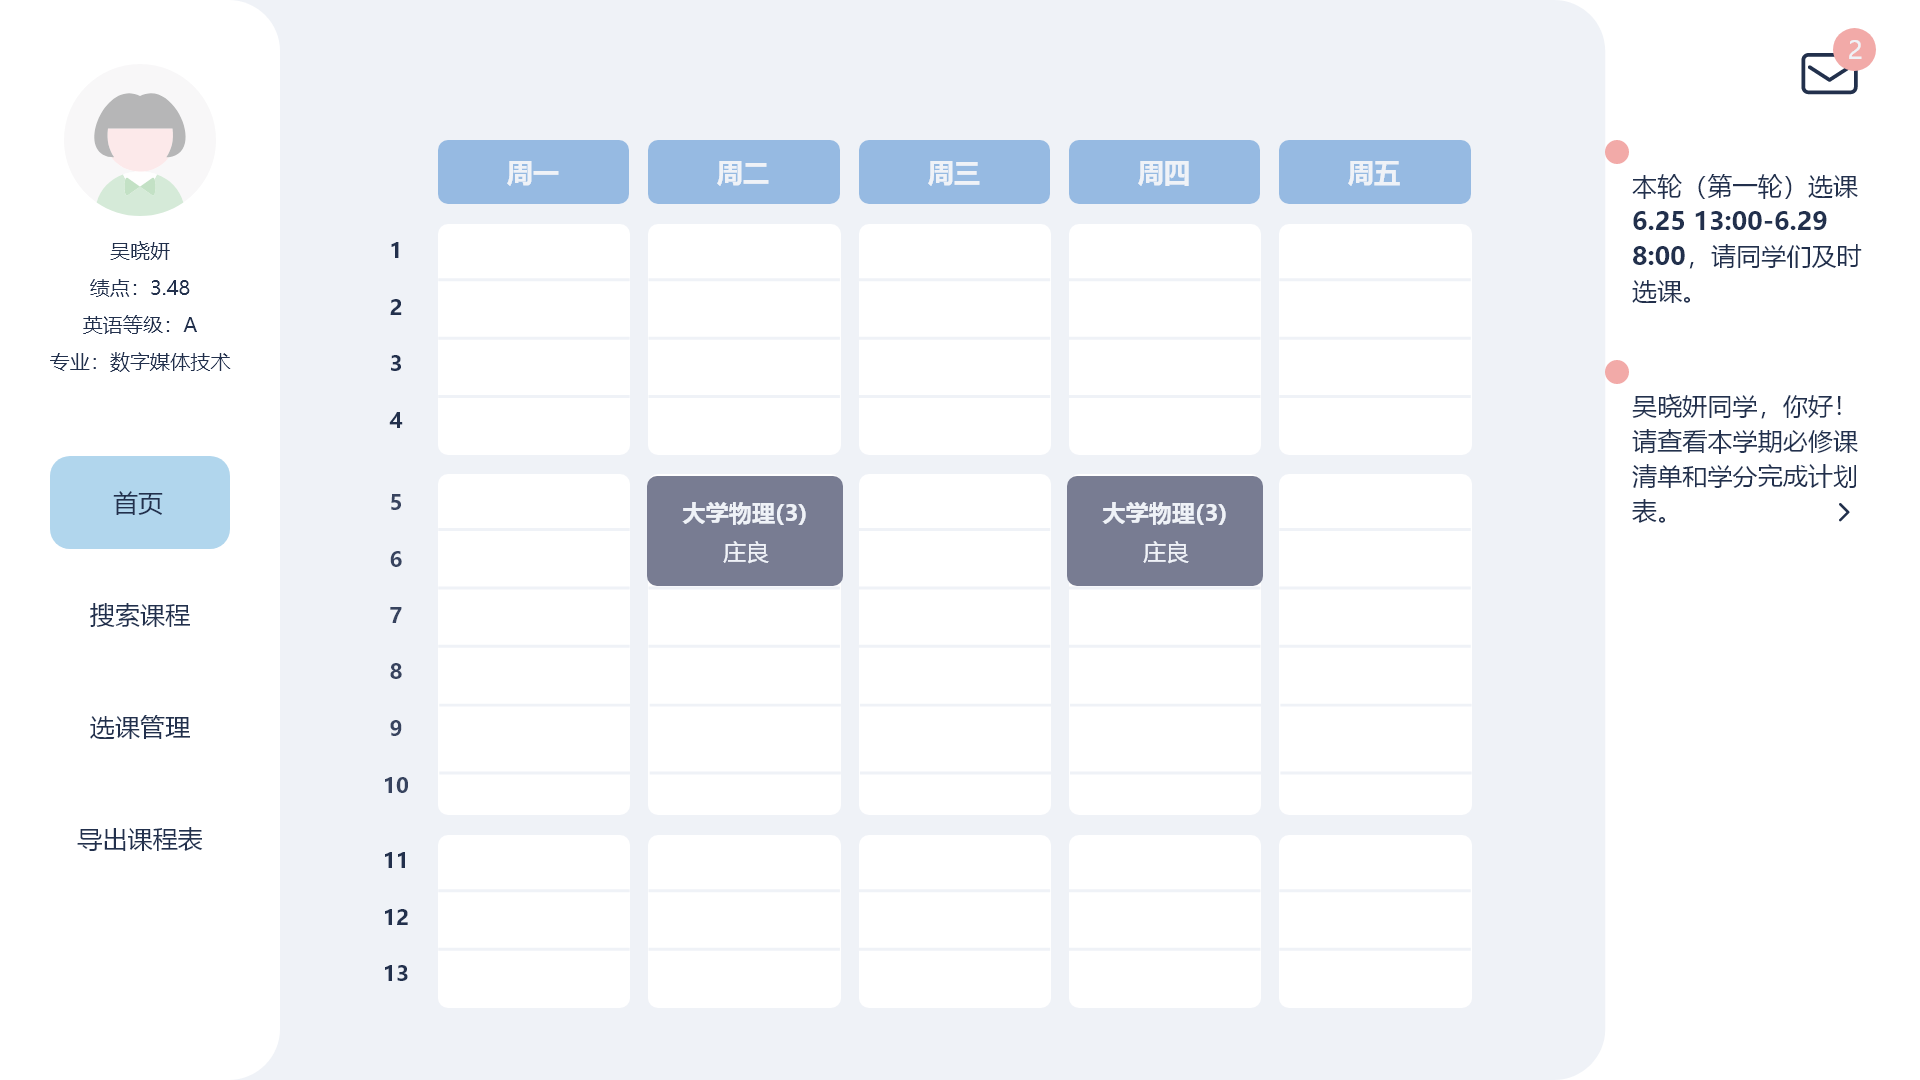 吴晓妍
绩点：3.48
英语等级：A
专业：数字媒体技术
首页
搜索课程
选课管理
导出课程表
周一 周二 周三 周四 周五
1
2
3
4
5
6
7
8
9
10
11
12
13
大学物理(3)
庄良
大学物理(3)
庄良
2
本轮（第一轮）选课
6.25 13:00-6.29
8:00，请同学们及时
选课。
吴晓妍同学，你好！
请查看本学期必修课
清单和学分完成计划
表。